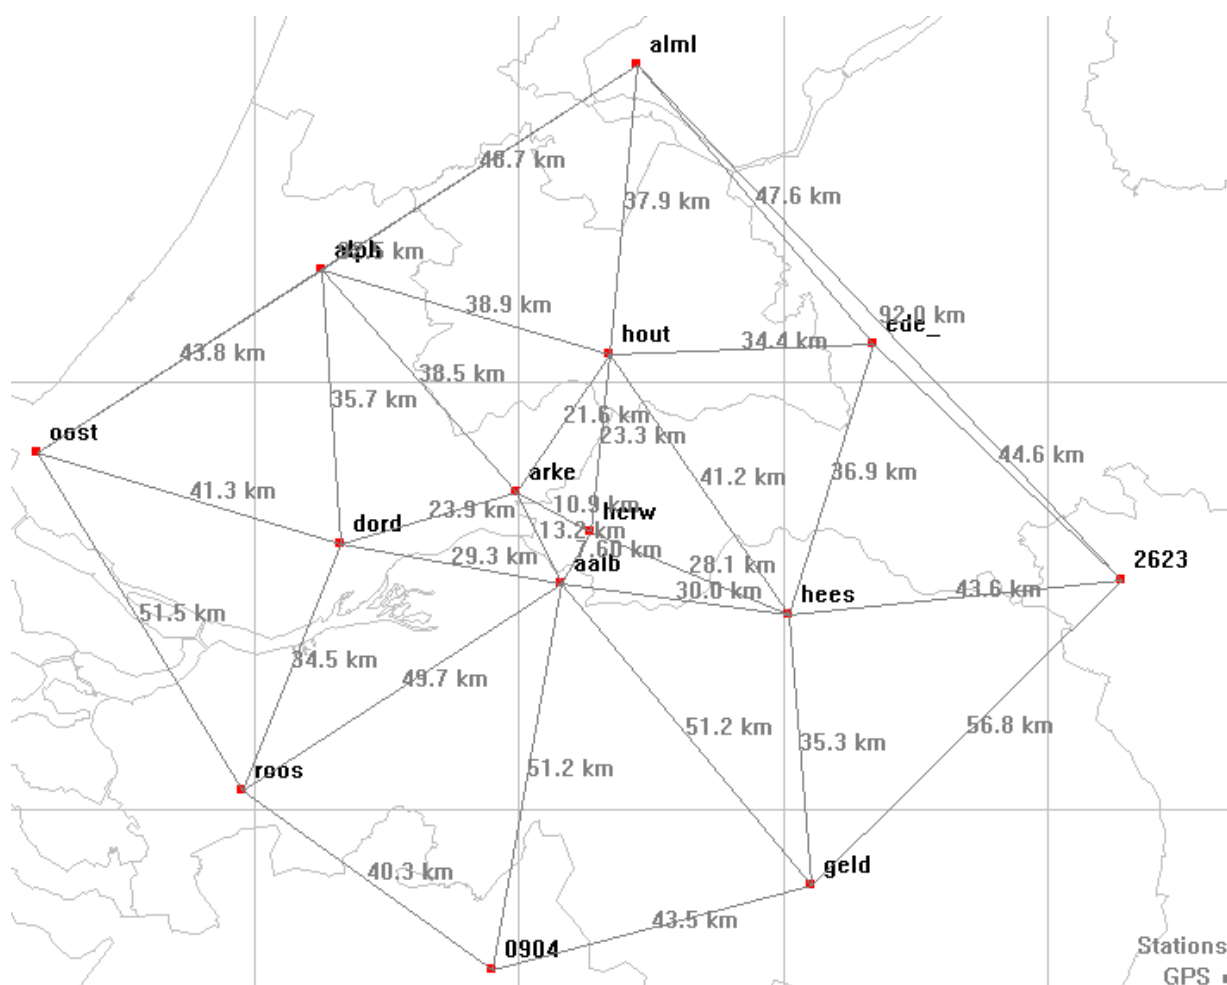 alml
48.7 km
47.6 km
37.9 km
alph
38.9 km
92.0 km
ede_
hout
34.4 km
43.8 km
38.5 km
35.7 km
21.6 km
23.3 km
oost
44.6 km
arke
36.9 km
41.2 km
41.3 km
10.9 km
23.9 km
herw
dord
13.2 km
7.60 km
29.3 km
aalb
28.1 km
2623
30.0 km
hees
43.6 km
51.5 km
34.5 km
49.7 km
51.2 km
56.8 km
35.3 km
roos
51.2 km
geld
40.3 km
43.5 km
0904
Stations
GPS